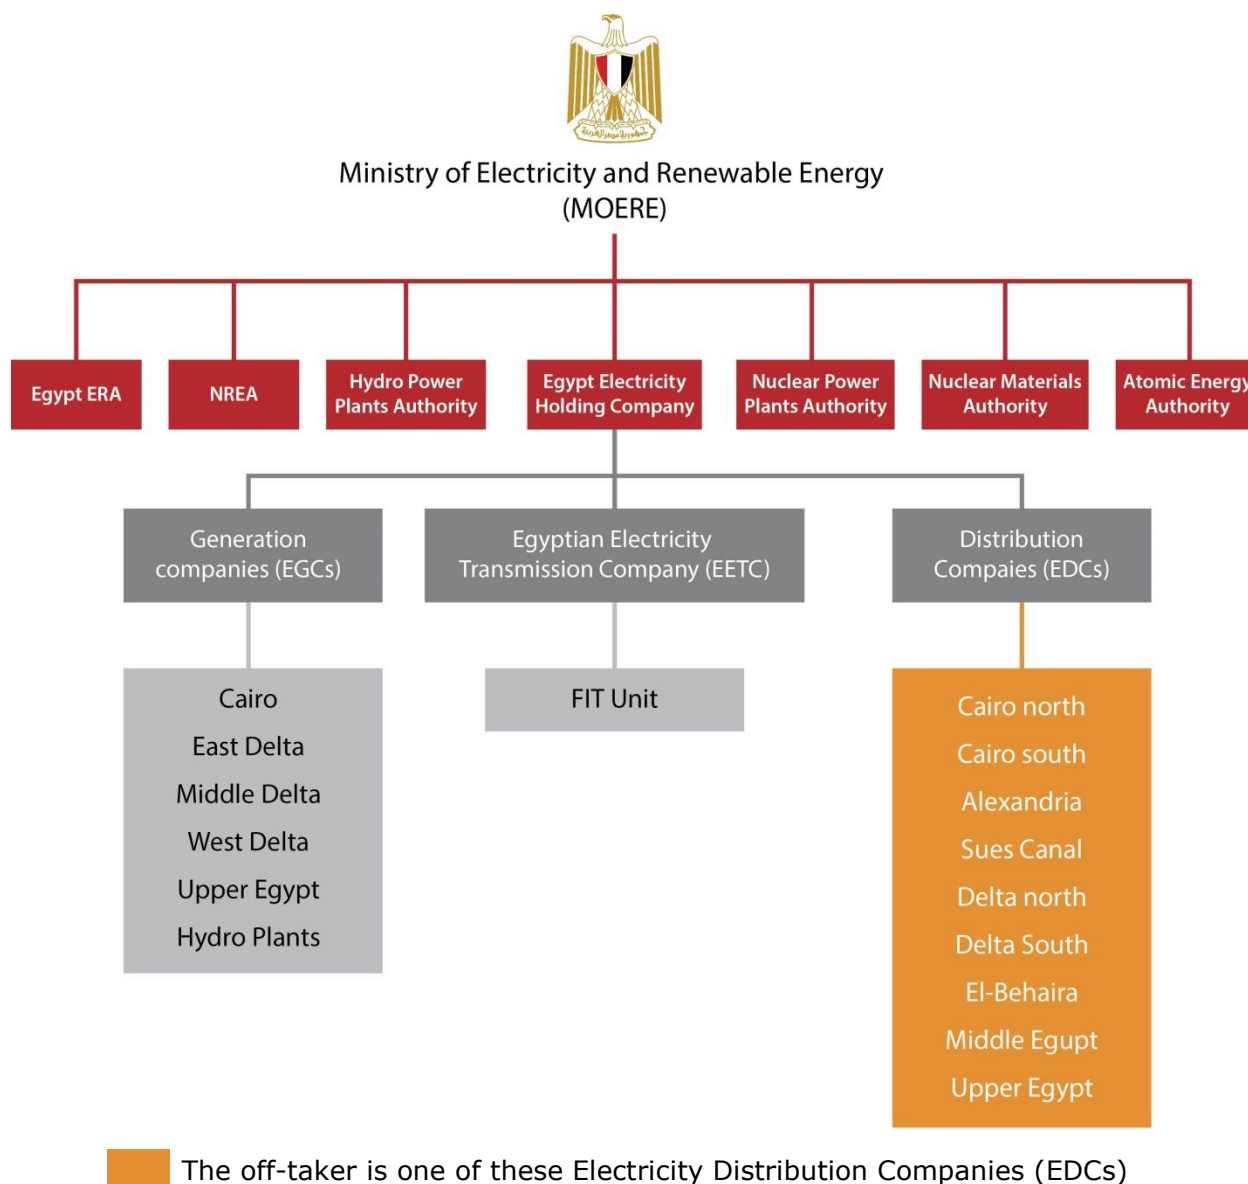 جمهورية مصر العربية
Ministry of Electricity and Renewable Energy
(MOERE)
Egypt ERA
NREA
Hydro Power
Plants Authority
Egypt Electricity
Holding Company
Nuclear Power
Plants Authority
Nuclear Materials
Authority
Atomic Energy
Authority
Generation
companies (EGCs)
Egyptian Electricity
Transmission Company (EETC)
Distribution
Compaies (EDCs)
Cairo
East Delta
Middle Delta
West Delta
Upper Egypt
Hydro Plants
FIT Unit
Cairo north
Cairo south
Alexandria
Sues Canal
Delta north
Delta South
El-Behaira
Middle Egupt
Upper Egypt
The off-taker is one of these Electricity Distribution Companies (EDCs)